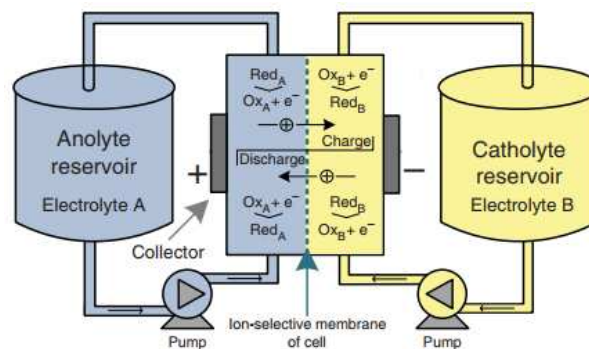 Anolyte
reservoir
Electrolyte A
Collector
Pump
+
Red_A
Ox_A + e⁻
⊕
Discharge
Ox_A + e⁻
Red_A
Ox_B + e⁻
Red_B
Charge
⊕
Red_B
Ox_B + e⁻
−
Ion-selective membrane
of cell
Catholyte
reservoir
Electrolyte B
Pump